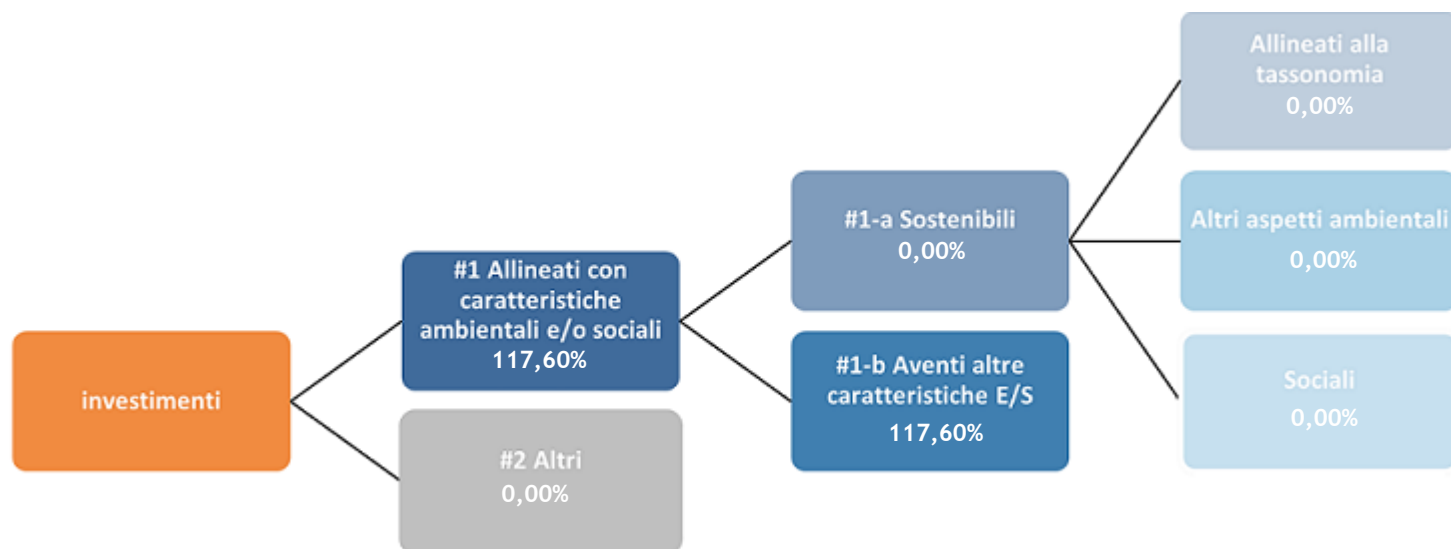 investimenti
#1 Allineati con
caratteristiche
ambientali e/o sociali
117,60%
#2 Altri
0,00%
#1-a Sostenibili
0,00%
#1-b Aventi altre
caratteristiche E/S
117,60%
Allineati alla
tassonomia
0,00%
Altri aspetti ambientali
0,00%
Sociali
0,00%